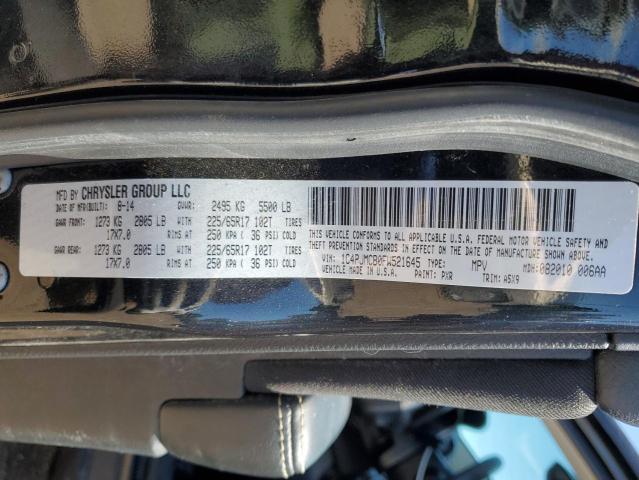 MFD BY CHRYSLER GROUP LLC
DATE OF MFR(BUILT): 8-14 GVWR: 2495 KG 5500 LB
GAWR FRONT: 1273 KG 2805 LB WITH 225/65R17 102T TIRES
17X7.0 RIMS AT 250 KPA ( 36 PSI) COLD
GAWR REAR: 1273 KG 2805 LB WITH 225/65R17 102T TIRES
17X7.0 RIMS AT 250 KPA ( 36 PSI) COLD
THIS VEHICLE CONFORMS TO ALL APPLICABLE U.S.A. FEDERAL MOTOR VEHICLE SAFETY AND
THEFT PREVENTION STANDARDS IN EFFECT ON THE DATE OF MANUFACTURE SHOWN ABOVE.
VIN: 1C4PJMCB0FW521645 TYPE: MPV MDH: 082010 006AA
VEHICLE MADE IN U.S.A. PAINT: PXR TRIM: A5X9